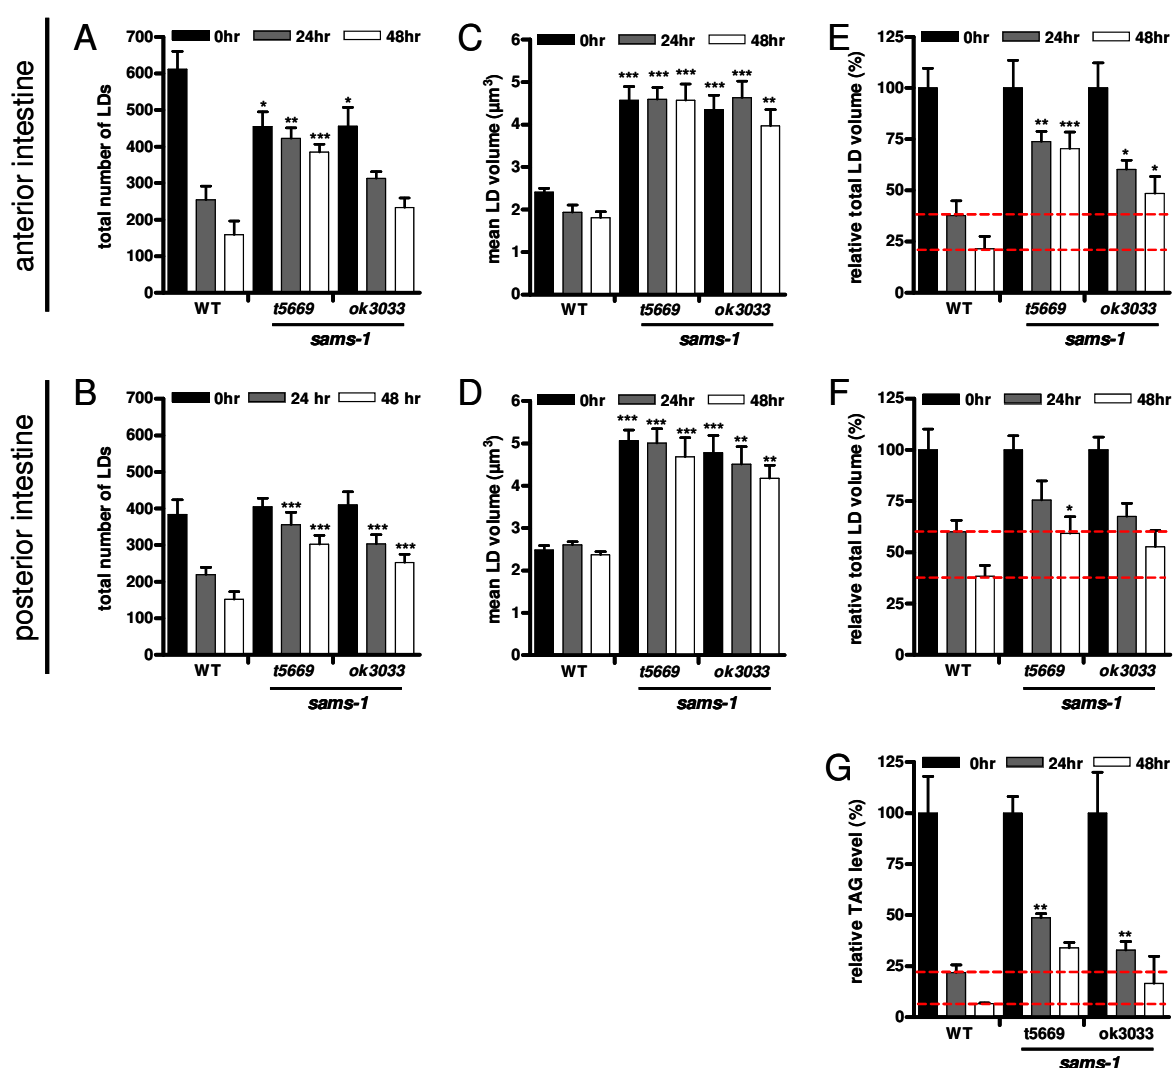 anterior intestine
A
0hr 24hr 48hr
total number of LDs
700
600
500
400
300
200
100
0
* ** *** *
WT t5669 ok3033
sams-1
C
0hr 24hr 48hr
mean LD volume (µm³)
6
5
4
3
2
1
0
*** *** *** *** *** **
WT t5669 ok3033
sams-1
E
0hr 24hr 48hr
relative total LD volume (%)
125
100
75
50
25
0
** *** * *
WT t5669 ok3033
sams-1
posterior intestine
B
0hr 24 hr 48 hr
total number of LDs
700
600
500
400
300
200
100
0
*** *** *** ***
WT t5669 ok3033
sams-1
D
0hr 24hr 48hr
mean LD volume (µm³)
6
5
4
3
2
1
0
*** *** *** *** ** **
WT t5669 ok3033
sams-1
F
0hr 24hr 48hr
relative total LD volume (%)
125
100
75
50
25
0
*
WT t5669 ok3033
sams-1
G
0hr 24hr 48hr
relative TAG level (%)
125
100
75
50
25
0
** **
WT t5669 ok3033
sams-1